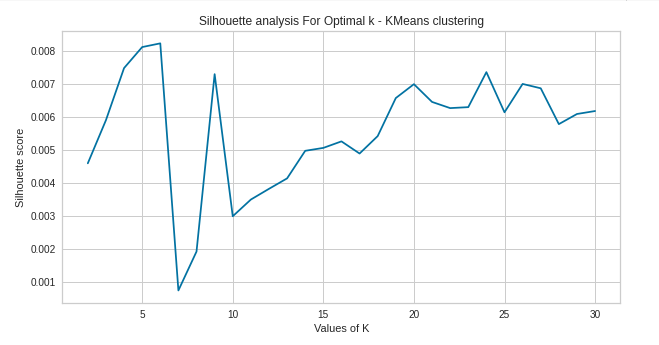 Silhouette analysis For Optimal k - KMeans clustering
0.008
0.007
0.006
0.005
0.004
0.003
0.002
0.001
Silhouette score
5 10 15 20 25 30
Values of K